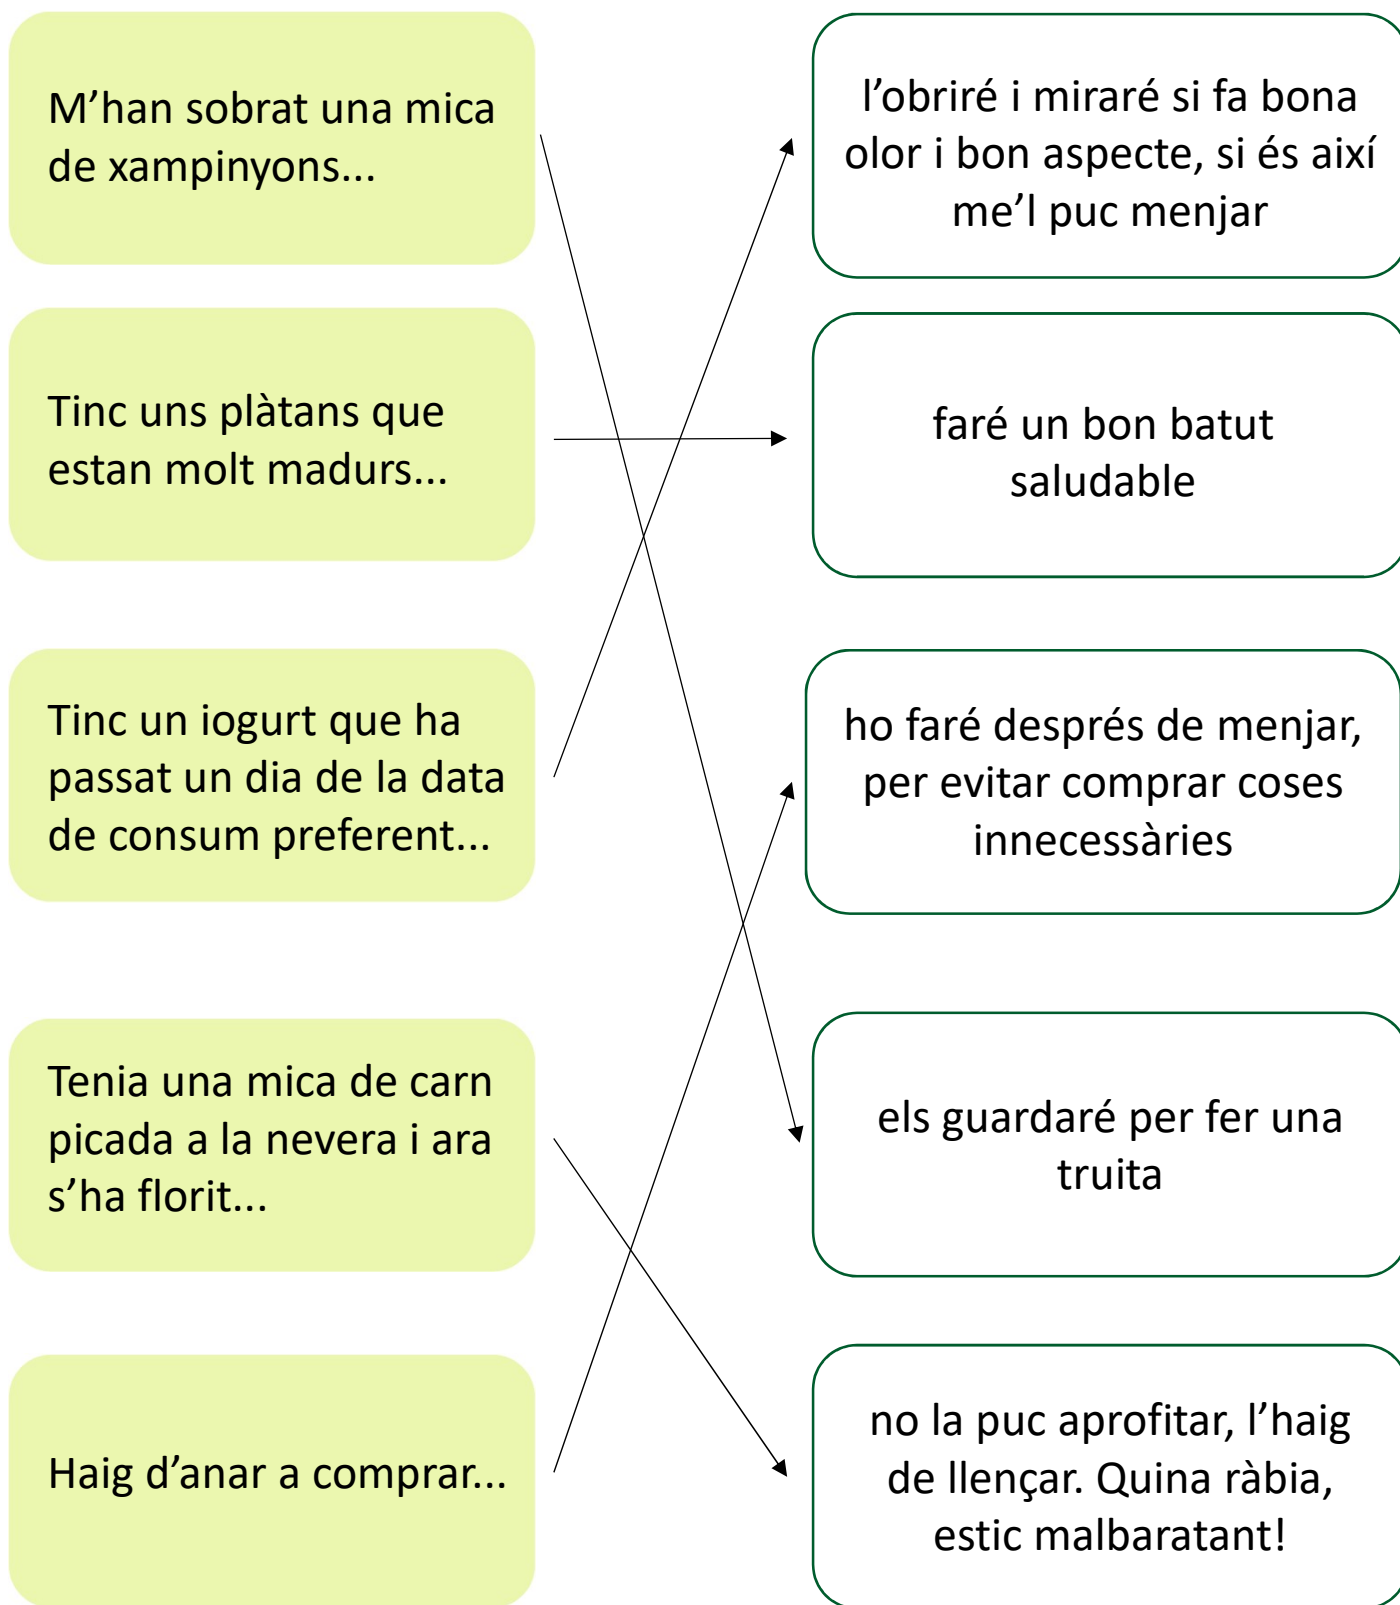 M’han sobrat una mica
de xampinyons...
l’obriré i miraré si fa bona
olor i bon aspecte, si és així
me’l puc menjar
Tinc uns plàtans que
estan molt madurs...
faré un bon batut
saludable
Tinc un iogurt que ha
passat un dia de la data
de consum preferent...
ho faré després de menjar,
per evitar comprar coses
innecessàries
Tenia una mica de carn
picada a la nevera i ara
s’ha florit...
els guardaré per fer una
truita
Haig d’anar a comprar...
no la puc aprofitar, l’haig
de llençar. Quina ràbia,
estic malbaratant!